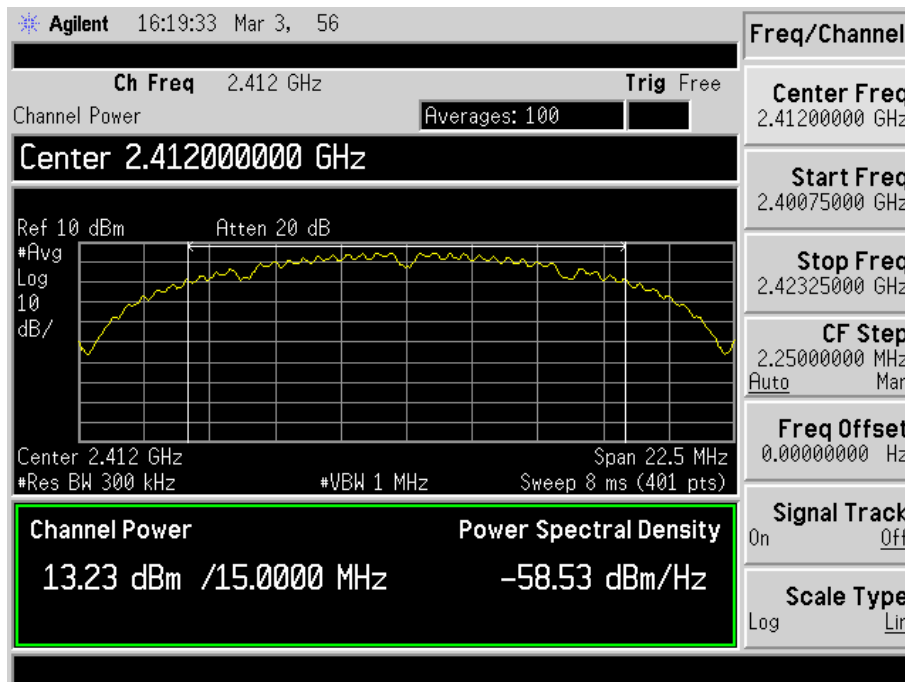 Agilent 16:19:33 Mar 3, 56
Freq/Channel
Ch Freq 2.412 GHz Trig Free
Channel Power Averages: 100
Center 2.412000000 GHz
Ref 10 dBm Atten 20 dB
#Avg
Log
10
dB/
Center 2.412 GHz Span 22.5 MHz
#Res BW 300 kHz #VBW 1 MHz Sweep 8 ms (401 pts)
Channel Power Power Spectral Density
13.23 dBm /15.0000 MHz -58.53 dBm/Hz
Center Freq
2.41200000 GHz
Start Freq
2.40075000 GHz
Stop Freq
2.42325000 GHz
CF Step
2.25000000 MHz
Auto Man
Freq Offset
0.00000000 Hz
Signal Track
On Off
Scale Type
Log Lin